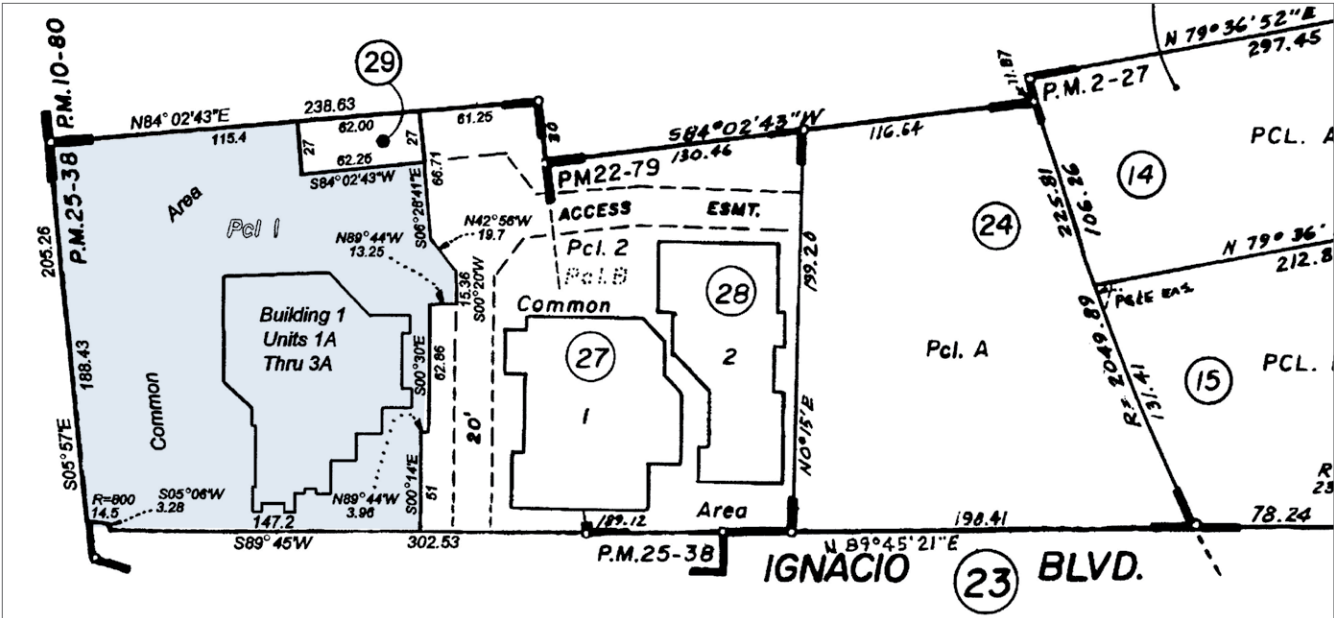 P.M. 10-80
N84° 02'43"E
238.63
115.4
29
62.00
27
27
62.26
S84°02'43"W
61.25
S84°02'43"W
130.46
116.64
11.87
N 79°36'52"E
297.45
P.M. 2-27
PCL. A
14
P.M. 25-38
Area
Pcl 1
66.71
S06°28'41"E
PM22-79
ACCESS ESMT.
24
225.81
106.26
N42°56'W
19.7
N89°44'W
13.25
15.36
S00°20'W
Pcl. 2
Pcl. B
Common
28
199.20
N 79°36'
212.8
PG&E EAS
205.26
188.43
Building 1
Units 1A
Thru 3A
S00°30'E
62.86
27
2
Pcl. A
R= 2049.89
131.41
15
PCL.
1
Common
20'
N0°15'E
S05°57'E
S00°14'E
51
R=800
14.5
S05°06'W
3.28
N89°44'W
3.96
Area
R
23
147.2
S89°45'W
302.53
189.12
198.41
78.24
P.M. 25-38
N 89°45'21"E
IGNACIO
23
BLVD.